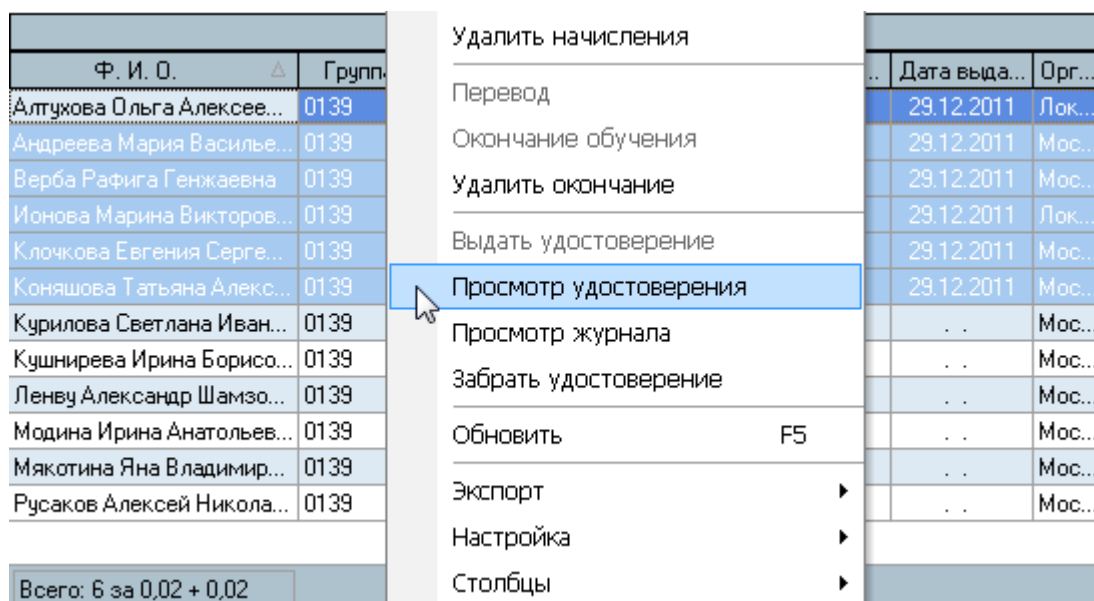 Удалить начисления
Ф. И. О. Групп. .. Дата выда... Орг...
Перевод
Алтухова Ольга Алексее... 0139 29.12.2011 Лок...
Окончание обучения
Андреева Мария Василье... 0139 29.12.2011 Мос...
Верба Рафига Генжаевна 0139 29.12.2011 Мос...
Удалить окончание
Ионова Марина Викторов... 0139 29.12.2011 Лок...
Выдать удостоверение
Клочкова Евгения Серге... 0139 29.12.2011 Мос...
Коняшова Татьяна Алекс... 0139 29.12.2011 Мос...
Просмотр удостоверения
Курилова Светлана Иван... 0139 . . Мос...
Просмотр журнала
Кушнирева Ирина Борисо... 0139 . . Мос...
Забрать удостоверение
Ленву Александр Шамзо... 0139 . . Мос...
Модина Ирина Анатольев... 0139 . . Мос...
Обновить F5
Мякотина Яна Владимир... 0139 . . Мос...
Экспорт
Русаков Алексей Никола... 0139 . . Мос...
Настройка
Столбцы
Всего: 6 за 0,02 + 0,02